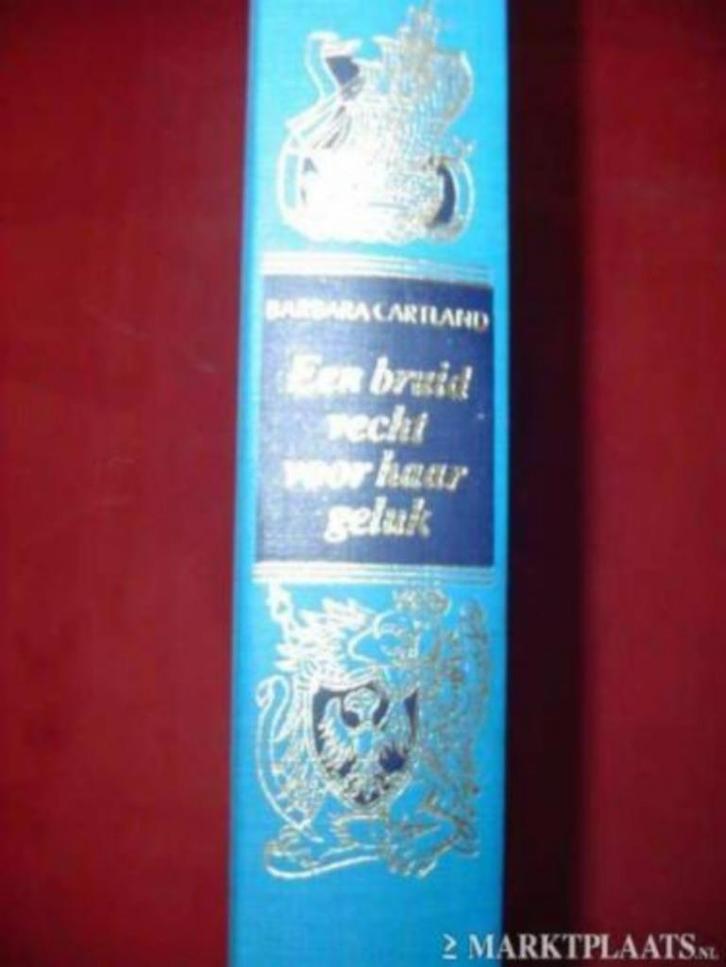 BARBARA CARTLAND
Een bruid
vecht
voor haar
geluk
≥ MARKTPLAATS.NL